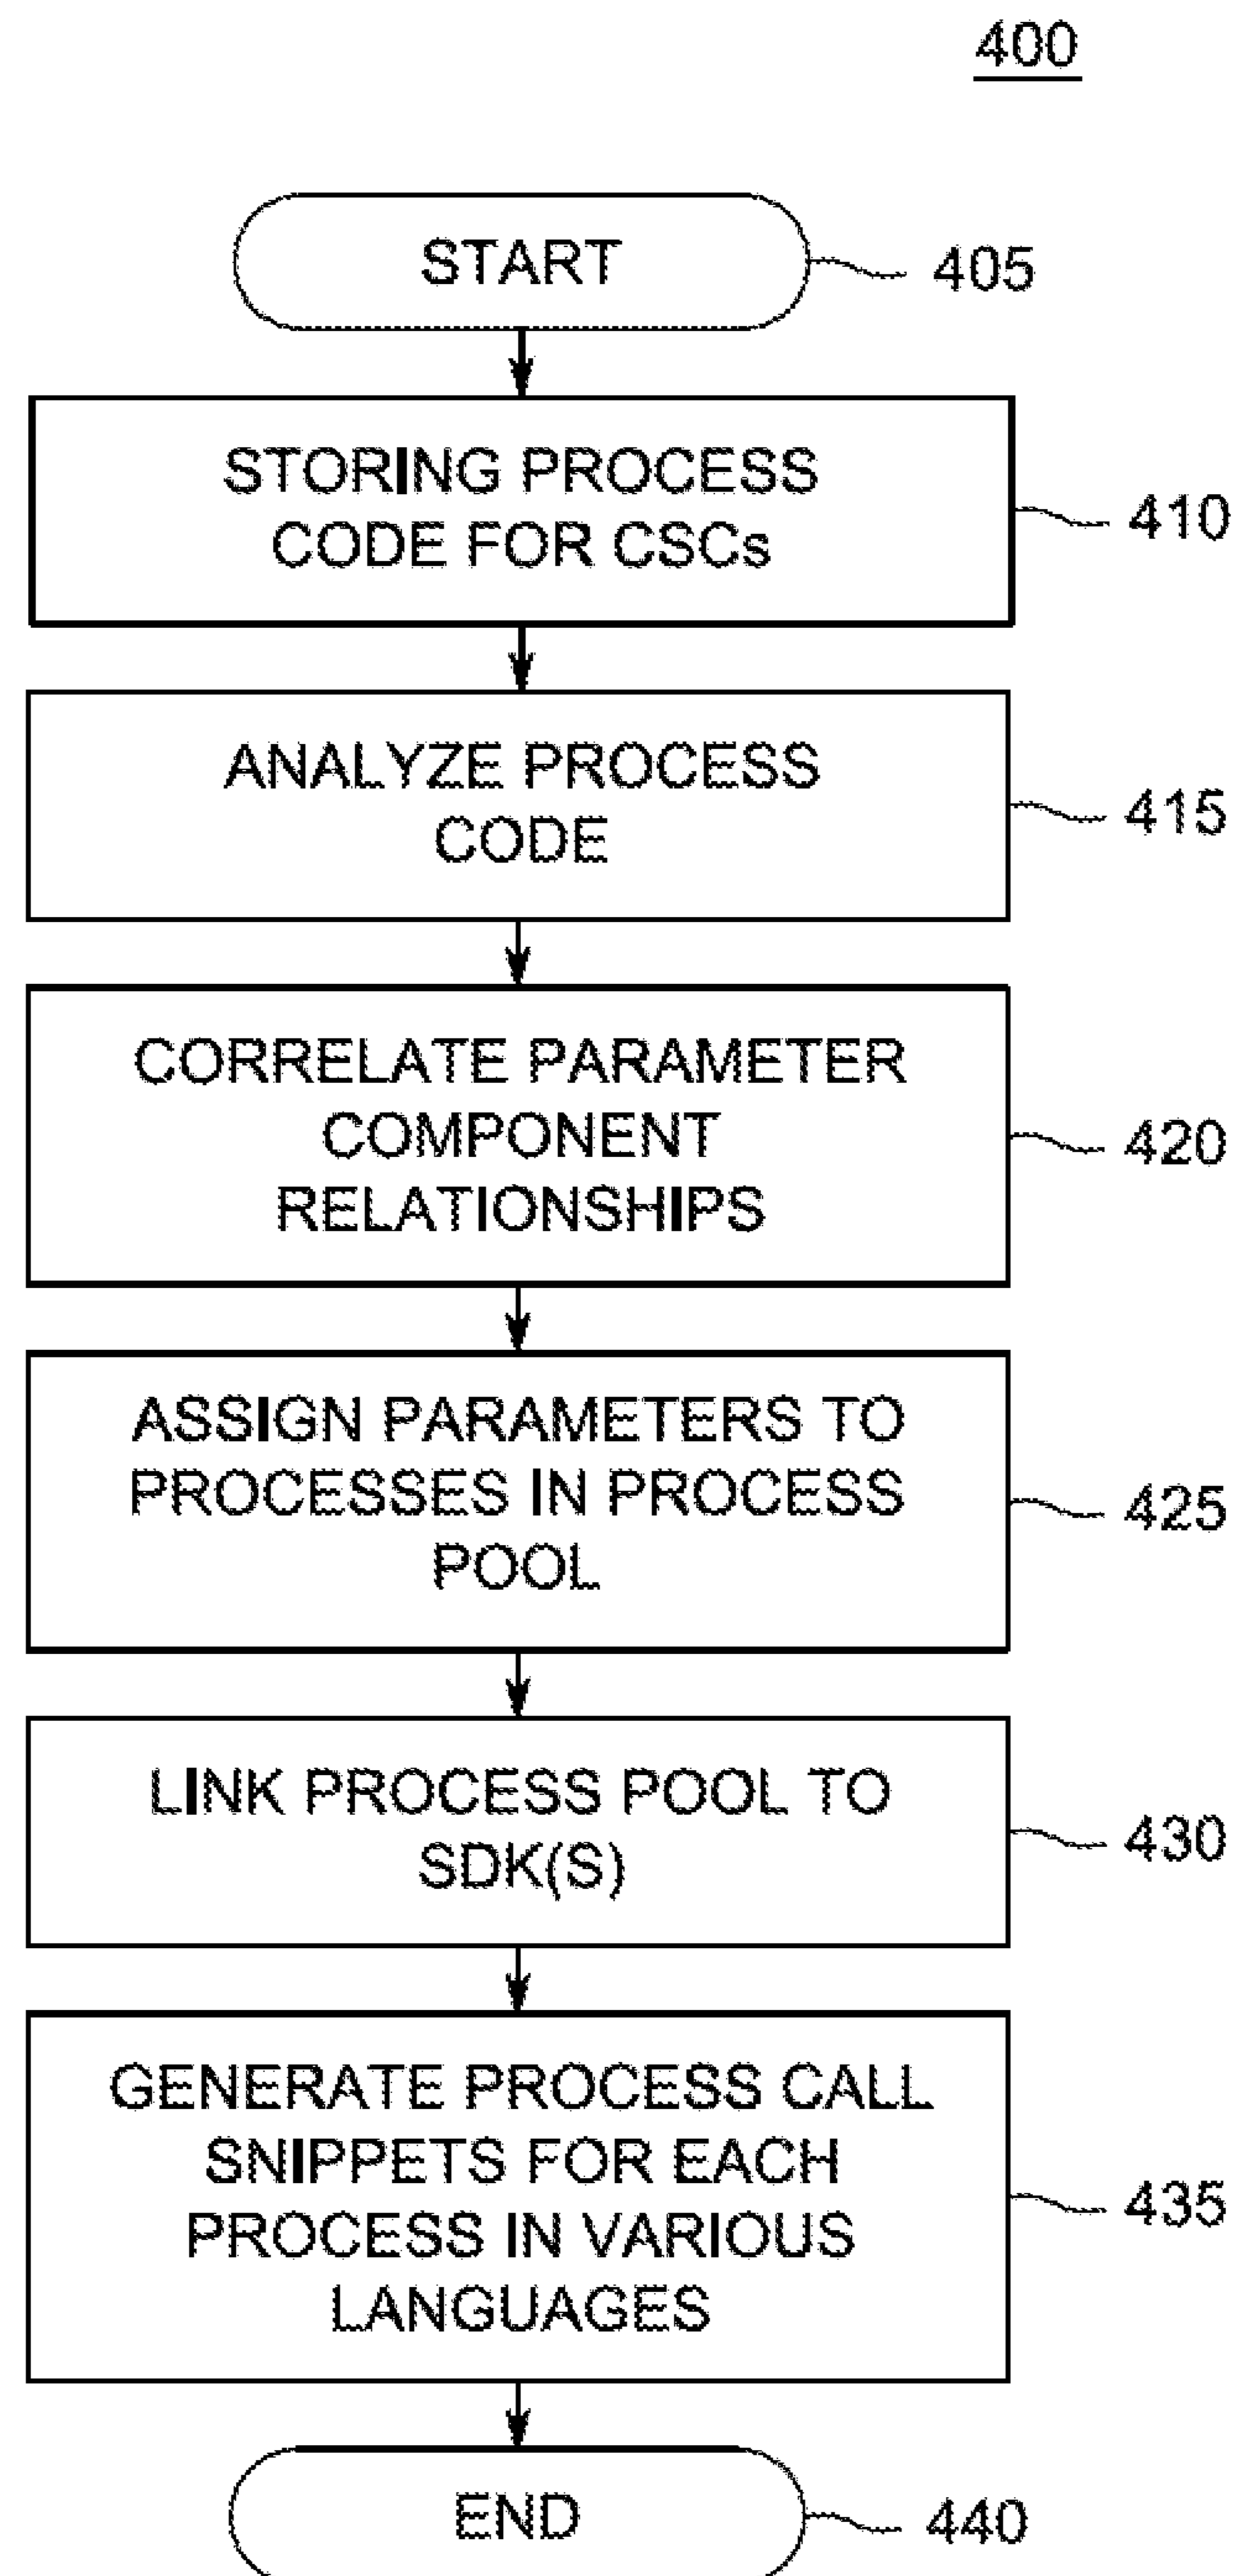 400
START
405
STORING PROCESS
CODE FOR CSCs
410
ANALYZE PROCESS
CODE
415
CORRELATE PARAMETER
COMPONENT
RELATIONSHIPS
420
ASSIGN PARAMETERS TO
PROCESSES IN PROCESS
POOL
425
LINK PROCESS POOL TO
SDK(S)
430
GENERATE PROCESS CALL
SNIPPETS FOR EACH
PROCESS IN VARIOUS
LANGUAGES
435
END
440